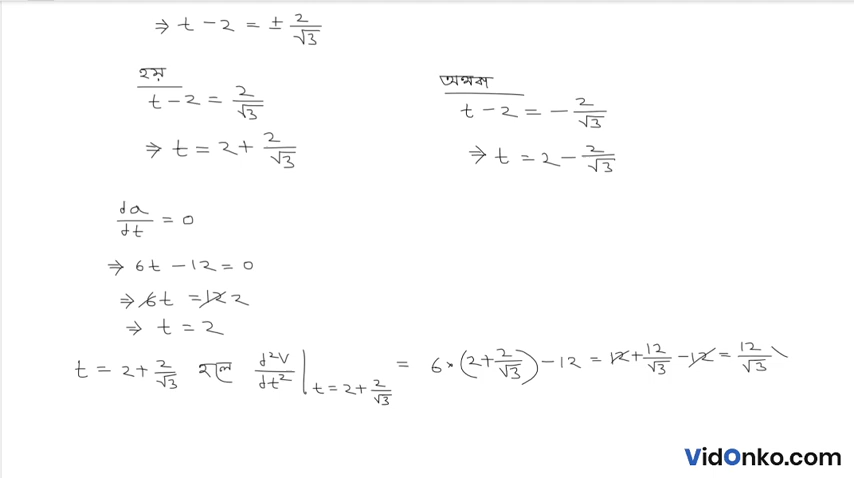 ⇒ t - 2 = ± 2/√3
হয়
t - 2 = 2/√3
⇒ t = 2 + 2/√3
অথবা
t - 2 = - 2/√3
⇒ t = 2 - 2/√3
da/dt = 0
⇒ 6t - 12 = 0
⇒ 6t = 12 2
⇒ t = 2
t = 2 + 2/√3 হলে d²V/dt² | t = 2 + 2/√3 = 6 × (2 + 2/√3) - 12 = 12 + 12/√3 - 12 = 12/√3
VidOnko.com